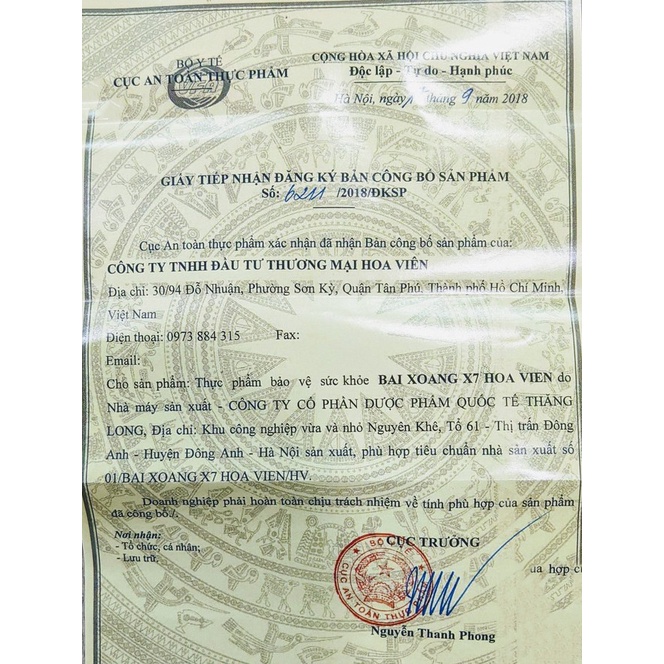 BỘ Y TẾ
CỤC AN TOÀN THỰC PHẨM
CỘNG HÒA XÃ HỘI CHỦ NGHĨA VIỆT NAM
Độc lập - Tự do - Hạnh phúc
Hà Nội, ngày tháng 9 năm 2018
GIẤY TIẾP NHẬN ĐĂNG KÝ BẢN CÔNG BỐ SẢN PHẨM
Số: 6211 /2018/ĐKSP
Cục An toàn thực phẩm xác nhận đã nhận Bản công bố sản phẩm của:
CÔNG TY TNHH ĐẦU TƯ THƯƠNG MẠI HOA VIÊN
Địa chỉ: 30/94 Đỗ Nhuận, Phường Sơn Kỳ, Quận Tân Phú, Thành phố Hồ Chí Minh,
Việt Nam
Điện thoại: 0973 884 315 Fax:
Email:
Cho sản phẩm: Thực phẩm bảo vệ sức khỏe BAI XOANG X7 HOA VIEN do
Nhà máy sản xuất - CÔNG TY CỔ PHẦN DƯỢC PHẨM QUỐC TẾ THĂNG
LONG, Địa chỉ: Khu công nghiệp vừa và nhỏ Nguyên Khê, Tổ 61 - Thị trấn Đông
Anh - Huyện Đông Anh - Hà Nội sản xuất, phù hợp tiêu chuẩn nhà sản xuất số
01/BAI XOANG X7 HOA VIEN/HV.
Doanh nghiệp phải hoàn toàn chịu trách nhiệm về tính phù hợp của sản phẩm
đã công bố./.
Nơi nhận:
- Tổ chức, cá nhân;
- Lưu trữ.
CỤC TRƯỞNG
BỘ Y TẾ
CỤC AN TOÀN THỰC
Nguyễn Thanh Phong
hợp